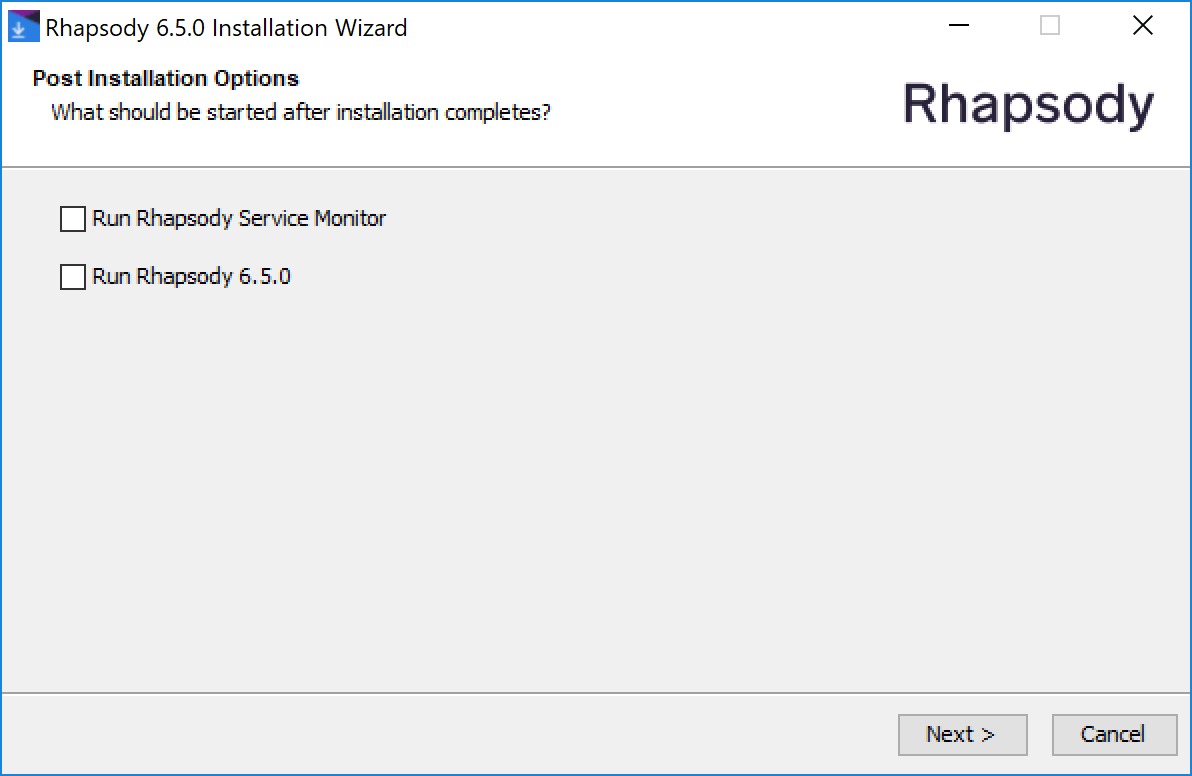 Rhapsody 6.5.0 Installation Wizard
Post Installation Options
What should be started after installation completes?
Rhapsody
Run Rhapsody Service Monitor
Run Rhapsody 6.5.0
Next >
Cancel